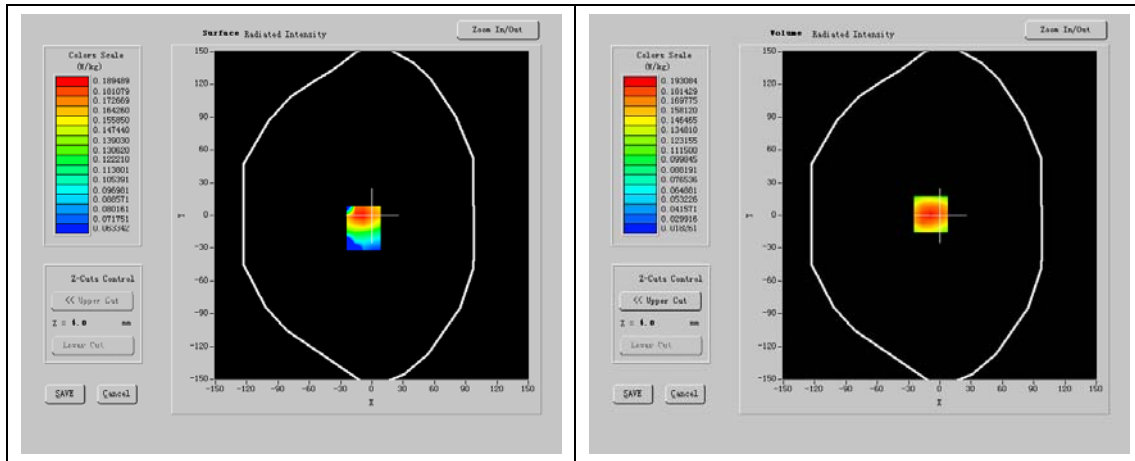 Surface Radiated Intensity
Zoom In/Out
Colors Scale
(W/kg)
0.189489
0.181079
0.172669
0.164260
0.155850
0.147440
0.139030
0.130620
0.122210
0.113801
0.105391
0.096981
0.088571
0.080161
0.071751
0.063342
Z-Cuts Control
<< Upper Cut
Z = 4.0 mm
Lower Cut
SAVE
Cancel
150
120
90
60
30
0
-30
-60
-90
-120
-150
Y
-150 -120 -90 -60 -30 0 30 60 90 120 150
X
Volume Radiated Intensity
Zoom In/Out
Colors Scale
(W/kg)
0.193084
0.181429
0.169775
0.158120
0.146465
0.134810
0.123155
0.111500
0.099845
0.088191
0.076536
0.064881
0.053226
0.041571
0.029916
0.018261
Z-Cuts Control
<< Upper Cut
Z = 4.0 mm
Lower Cut
SAVE
Cancel
150
120
90
60
30
0
-30
-60
-90
-120
-150
Y
-150 -120 -90 -60 -30 0 30 60 90 120 150
X